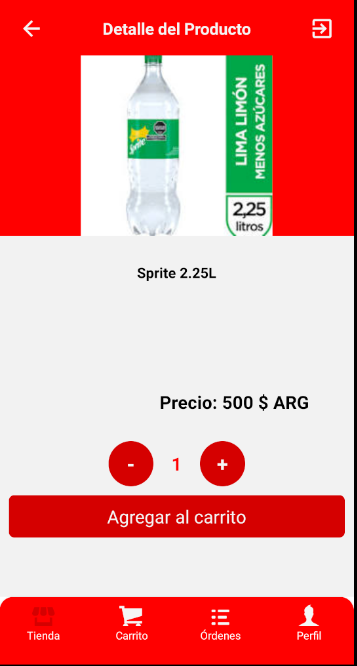 Detalle del Producto
Sprite
LIMA LIMÓN
MENOS AZÚCARES
2,25
litros
Sprite 2.25L
Precio: 500 $ ARG
- 1 +
Agregar al carrito
Tienda Carrito Órdenes Perfil